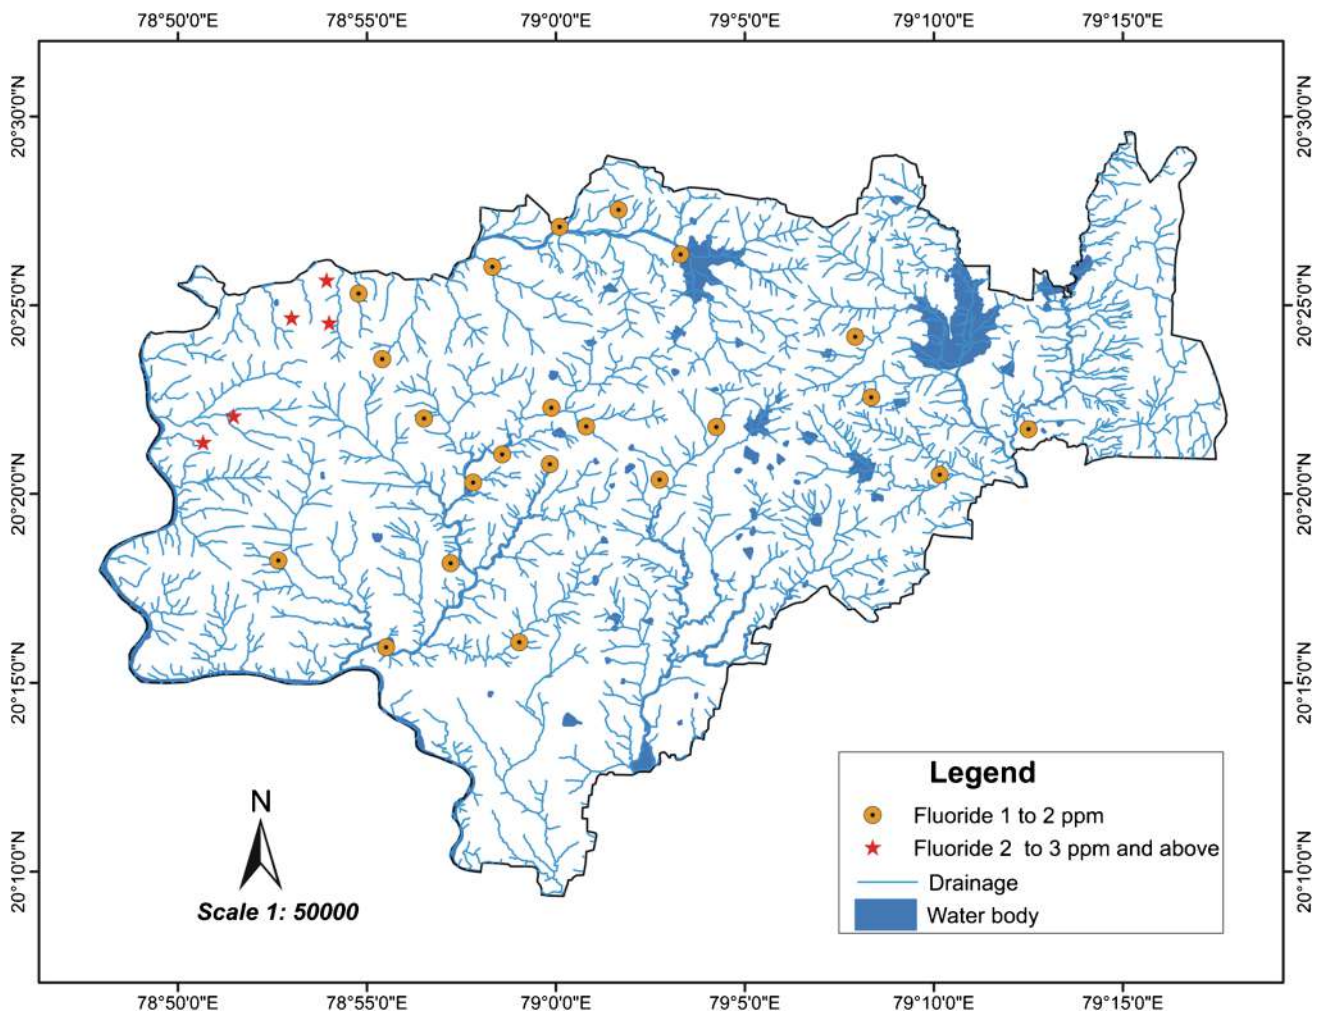 78°50'0"E 78°55'0"E 79°0'0"E 79°5'0"E 79°10'0"E 79°15'0"E
20°30'0"N 20°30'0"N
20°25'0"N 20°25'0"N
20°20'0"N 20°20'0"N
20°15'0"N 20°15'0"N
20°10'0"N 20°10'0"N
Legend
Fluoride 1 to 2 ppm
Fluoride 2 to 3 ppm and above
Drainage
Water body
N
Scale 1: 50000
78°50'0"E 78°55'0"E 79°0'0"E 79°5'0"E 79°10'0"E 79°15'0"E